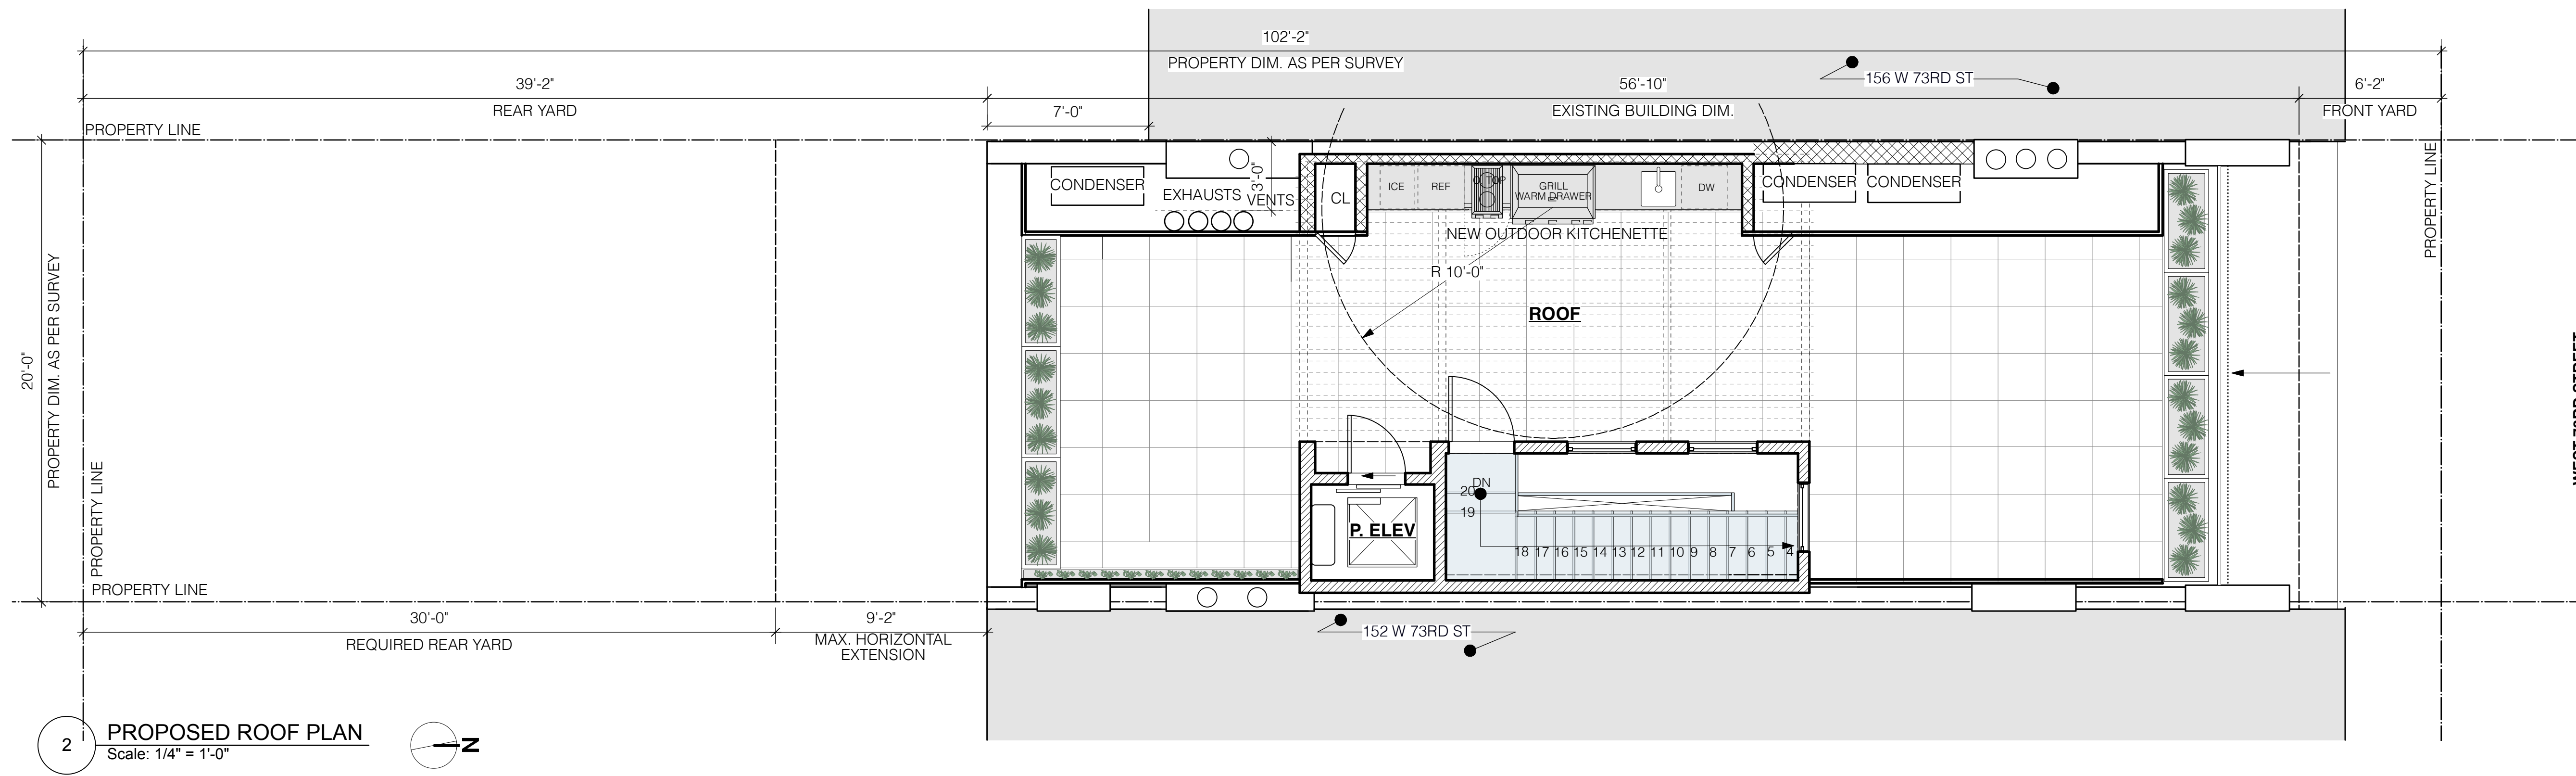 102'-2"
PROPERTY DIM. AS PER SURVEY
156 W 73RD ST
39'-2"
REAR YARD
56'-10"
EXISTING BUILDING DIM.
6'-2"
FRONT YARD
7'-0"
PROPERTY LINE
PROPERTY LINE
20'-0"
PROPERTY DIM. AS PER SURVEY
PROPERTY LINE
PROPERTY LINE
CONDENSER
EXHAUSTS
VENTS
3'-0"
CL
ICE
REF
TOP
GRILL
WARM DRAWER
DW
CONDENSER
CONDENSER
NEW OUTDOOR KITCHENETTE
R 10'-0"
ROOF
DN
20
19
P. ELEV
18 17 16 15 14 13 12 11 10 9 8 7 6 5 4
30'-0"
REQUIRED REAR YARD
9'-2"
MAX. HORIZONTAL
EXTENSION
152 W 73RD ST
2
PROPOSED ROOF PLAN
Scale: 1/4" = 1'-0"
N